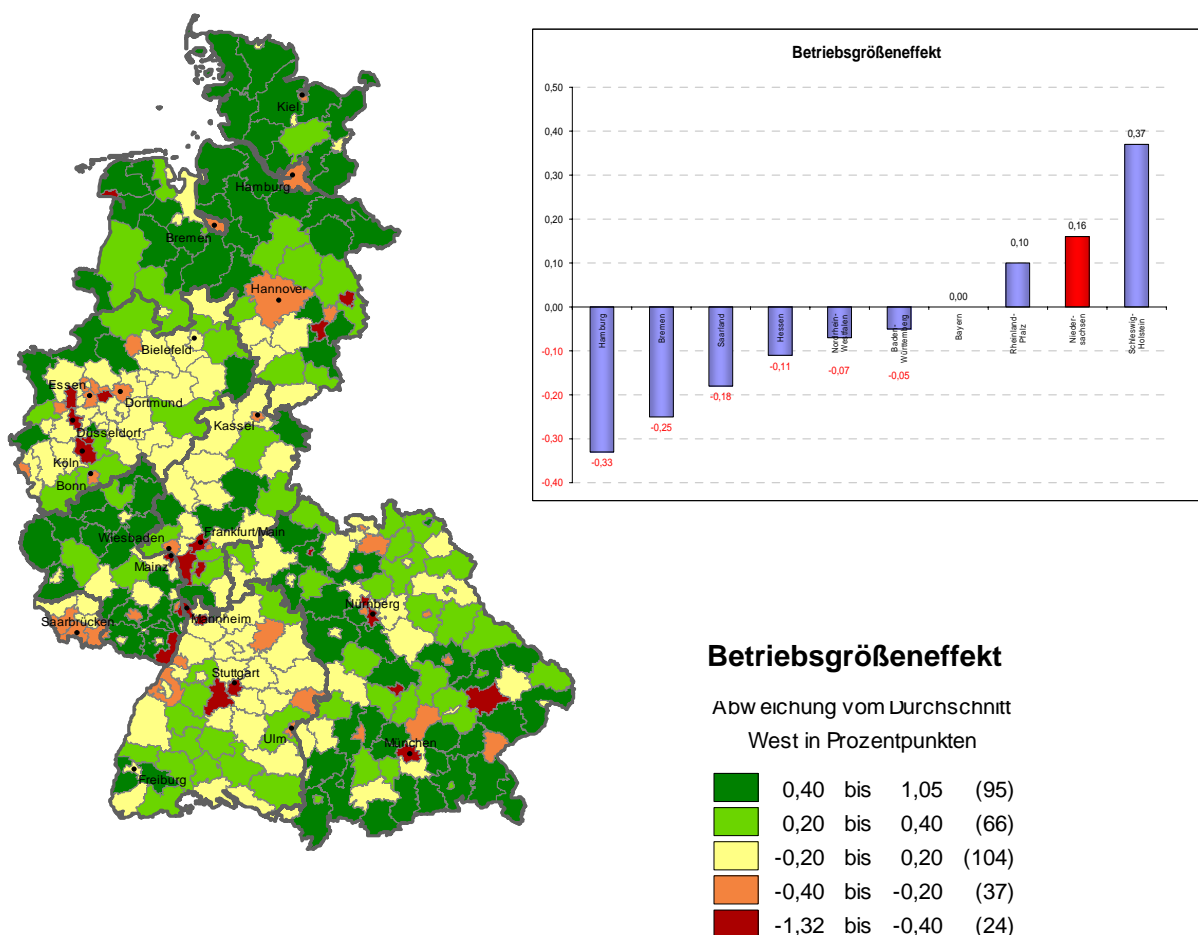 Kiel
Hamburg
Bremen
Hannover
Bielefeld
Essen
Dortmund
Düsseldorf
Kassel
Köln
Bonn
Wiesbaden
Frankfurt/Main
Mainz
Nürnberg
Mannheim
Saarbrücken
Stuttgart
Ulm
München
Freiburg
Betriebsgrößeneffekt
0,50
0,40
0,30
0,20
0,10
0,00
-0,10
-0,20
-0,30
-0,40
-0,33
-0,25
-0,18
-0,11
-0,07
-0,05
0,00
0,10
0,16
0,37
Hamburg
Bremen
Saarland
Hessen
Nordrhein-
Westfalen
Baden-
Württemberg
Bayern
Rheinland-
Pfalz
Nieder-
sachsen
Schleswig-
Holstein
Betriebsgrößeneffekt
Abweichung vom Durchschnitt
West in Prozentpunkten
0,40 bis 1,05 (95)
0,20 bis 0,40 (66)
-0,20 bis 0,20 (104)
-0,40 bis -0,20 (37)
-1,32 bis -0,40 (24)